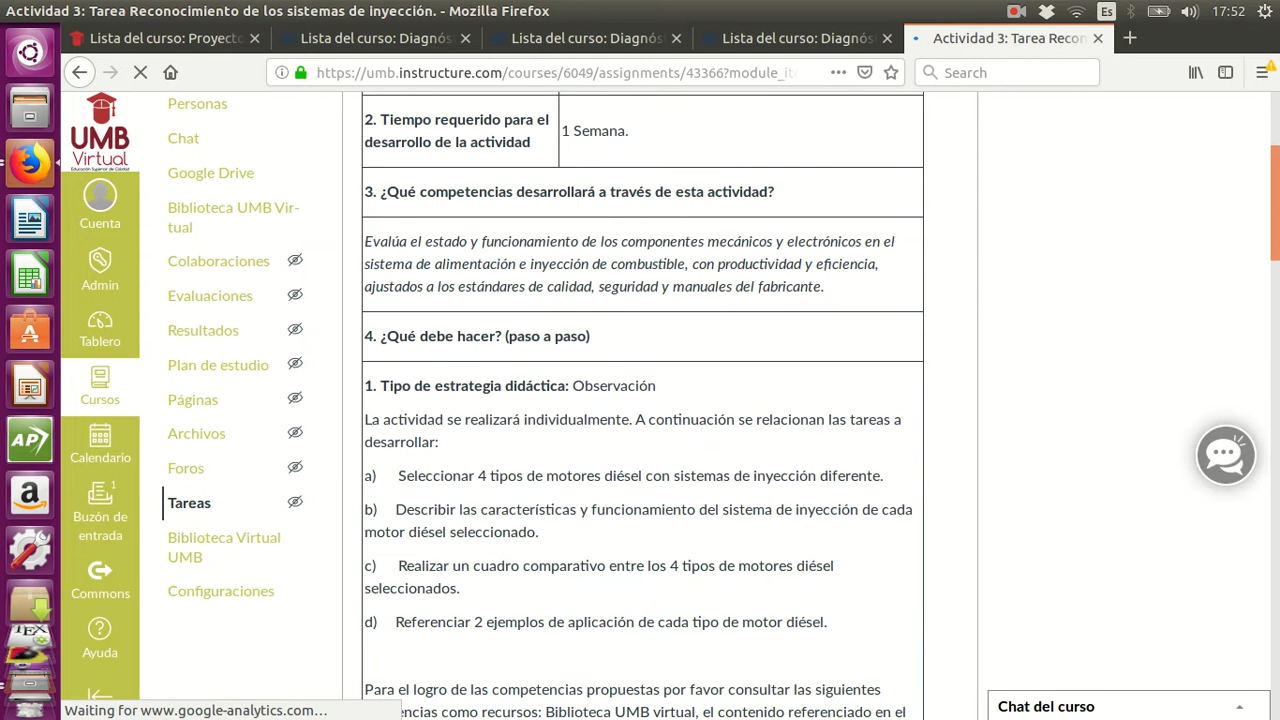 Actividad 3: Tarea Reconocimiento de los sistemas de inyección. - Mozilla Firefox
Es
17:52
Lista del curso: Proyecto
Lista del curso: Diagnós
Lista del curso: Diagnós
Lista del curso: Diagnós
Actividad 3: Tarea Recon
https://umb.instructure.com/courses/6049/assignments/43366?module_it
Search
UMB
Virtual
Educación Superior de Calidad
Cuenta
Admin
Tablero
Cursos
Calendario
1
Buzón de
entrada
Commons
Ayuda
Personas
Chat
Google Drive
Biblioteca UMB Vir-
tual
Colaboraciones
Evaluaciones
Resultados
Plan de estudio
Páginas
Archivos
Foros
Tareas
Biblioteca Virtual
UMB
Configuraciones
2. Tiempo requerido para el
desarrollo de la actividad
1 Semana.
3. ¿Qué competencias desarrollará a través de esta actividad?
Evalúa el estado y funcionamiento de los componentes mecánicos y electrónicos en el
sistema de alimentación e inyección de combustible, con productividad y eficiencia,
ajustados a los estándares de calidad, seguridad y manuales del fabricante.
4. ¿Qué debe hacer? (paso a paso)
1. Tipo de estrategia didáctica: Observación
La actividad se realizará individualmente. A continuación se relacionan las tareas a
desarrollar:
a) Seleccionar 4 tipos de motores diésel con sistemas de inyección diferente.
b) Describir las características y funcionamiento del sistema de inyección de cada
motor diésel seleccionado.
c) Realizar un cuadro comparativo entre los 4 tipos de motores diésel
seleccionados.
d) Referenciar 2 ejemplos de aplicación de cada tipo de motor diésel.
Para el logro de las competencias propuestas por favor consultar las siguientes
encias como recursos: Biblioteca UMB virtual, el contenido referenciado en el
Waiting for www.google-analytics.com…
Chat del curso
AP
a
TEX